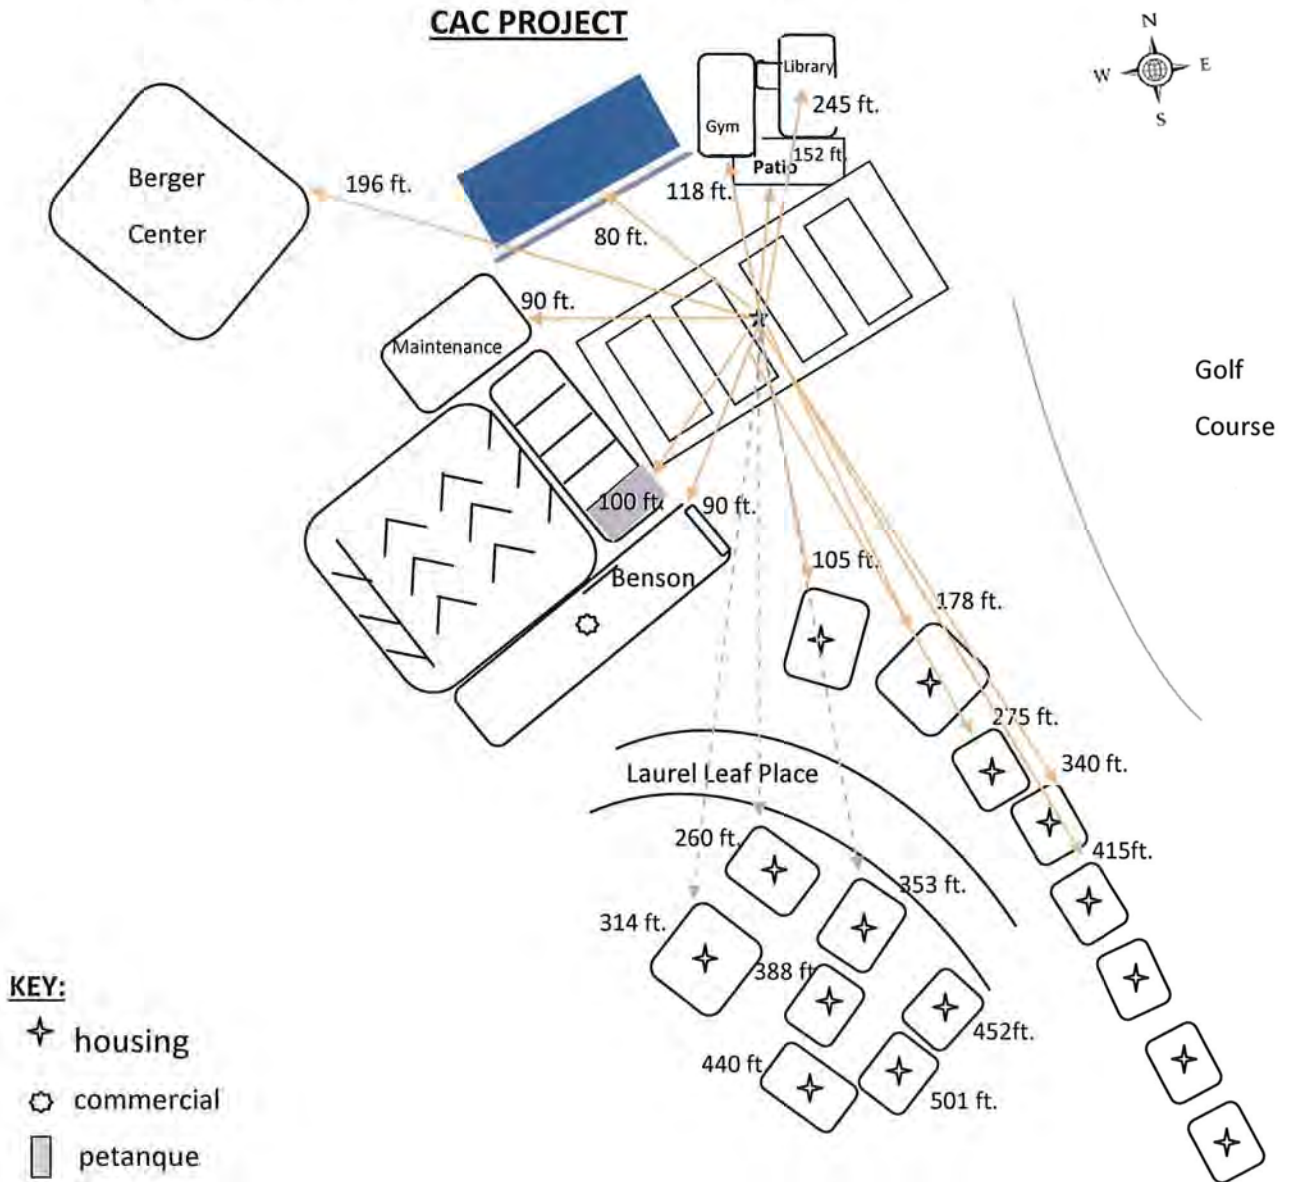 CAC PROJECT
N
W
E
S
Library
245 ft.
Gym
Patio
152 ft.
118 ft.
Berger
Center
196 ft.
80 ft.
90 ft.
Maintenance
Golf
Course
100 ft.
90 ft.
Benson
105 ft.
178 ft.
275 ft.
340 ft.
415ft.
Laurel Leaf Place
260 ft.
353 ft.
314 ft.
388 ft
452ft.
440 ft
501 ft.
KEY:
housing
commercial
petanque